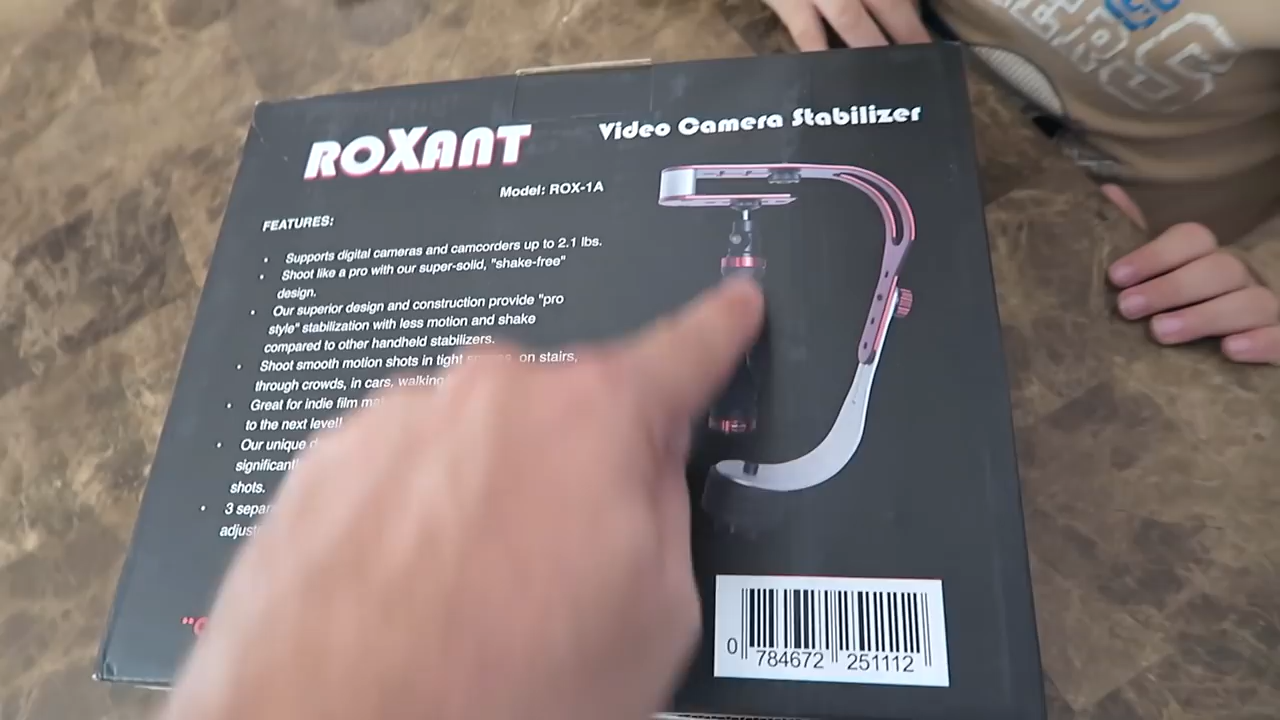 ERS
ROXANT
Video Camera Stabilizer
Model: ROX-1A
FEATURES:
• Supports digital cameras and camcorders up to 2.1 lbs.
• Shoot like a pro with our super-solid, "shake-free"
design.
• Our superior design and construction provide "pro
style" stabilization with less motion and shake
compared to other handheld stabilizers.
• Shoot smooth motion shots in tight on stairs,
through crowds, in cars, walking
• Great for indie film
to the next level!
• Our unique
shots.
• 3
0 784672 251112